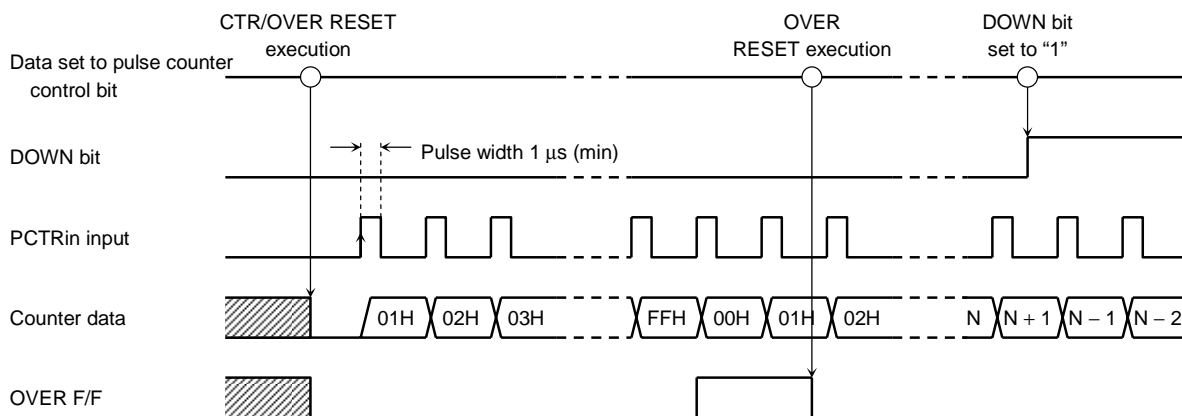 CTR/OVER RESET
execution
OVER
RESET execution
DOWN bit
set to “1”
Data set to pulse counter
control bit
DOWN bit
Pulse width 1 μs (min)
PCTRin input
Counter data
01H 02H 03H FFH 00H 01H 02H N N + 1 N − 1 N − 2
OVER F/F